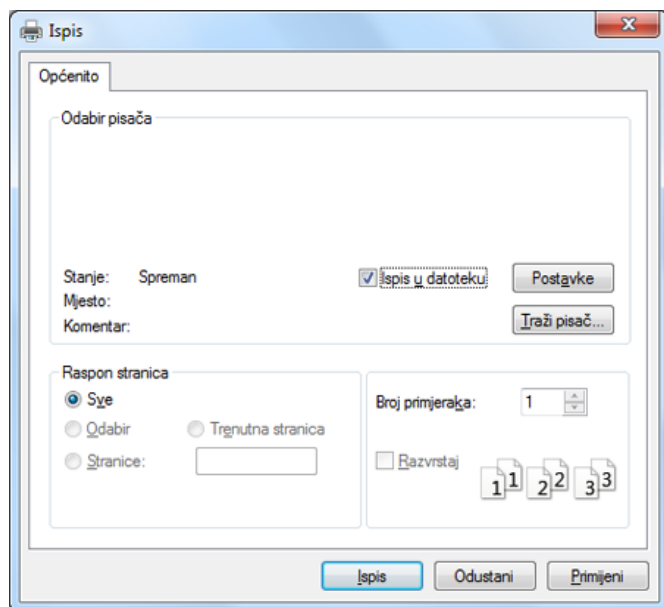 Ispis
Općenito
Odabir pisača
Stanje: Spreman
Ispis u datoteku
Postavke
Mjesto:
Komentar:
Traži pisač...
Raspon stranica
Sve
Odabir
Trenutna stranica
Stranice:
Broj primjeraka: 1
Razvrstaj
1 1 2 2 3 3
Ispis Odustani Primijeni